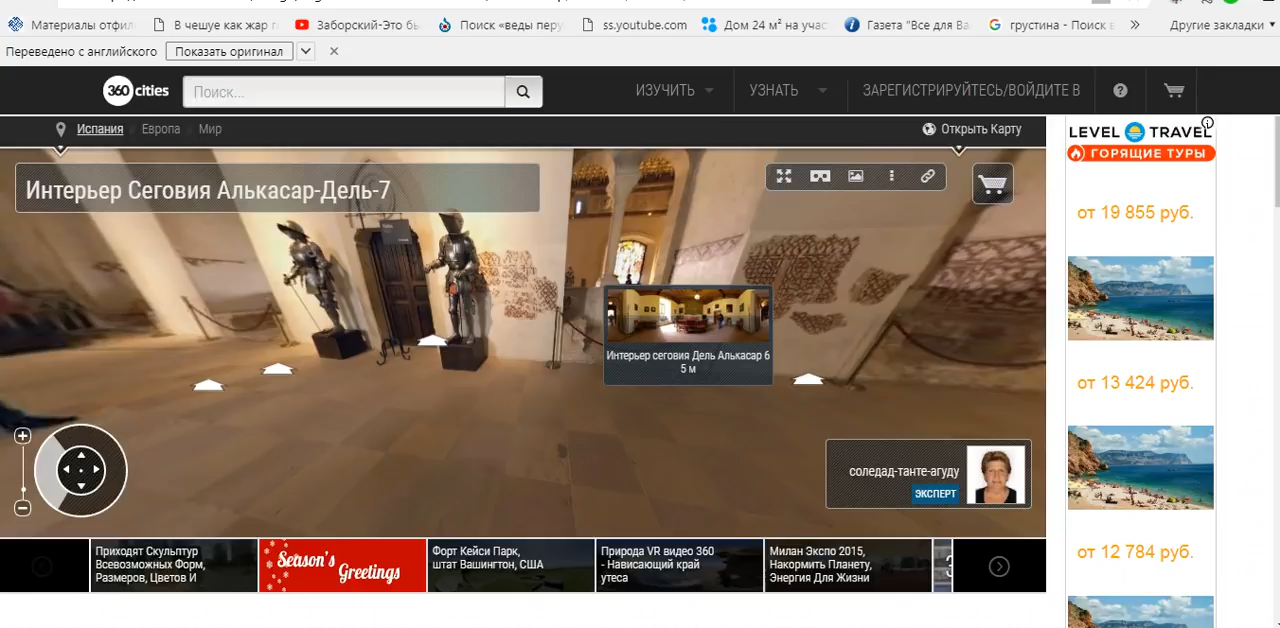 Материалы отфил
В чешуе как жар г
Заборский-Это бы
Поиск «веды перу
ss.youtube.com
Дом 24 м² на учас
Газета "Все для Ва
грустина - Поиск в
Другие закладки
Переведено с английского
Показать оригинал
360 cities
Поиск...
ИЗУЧИТЬ
УЗНАТЬ
ЗАРЕГИСТРИРУЙТЕСЬ/ВОЙДИТЕ В
Испания / Европа / Мир
Открыть Карту
LEVEL TRAVEL
ГОРЯЩИЕ ТУРЫ
Интерьер Сеговия Алькасар-Дель-7
от 19 855 руб.
Интерьер сеговия Дель Алькасар 6
5 м
от 13 424 руб.
соледад-танте-агуду
ЭКСПЕРТ
от 12 784 руб.
Приходят Скульптур
Всевозможных Форм,
Размеров, Цветов И
Season's
Greetings
Форт Кейси Парк,
штат Вашингтон, США
Природа VR видео 360
- Нависающий край
утеса
Милан Экспо 2015,
Накормить Планету,
Энергия Для Жизни